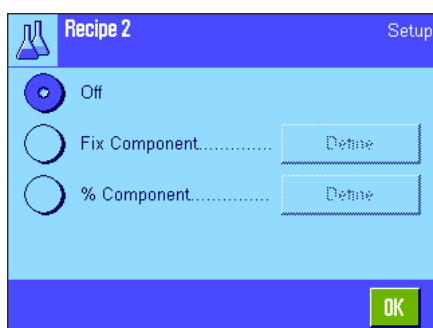 Recipe 2 Setup
Off
Fix Component.............. Define
% Component................ Define
OK